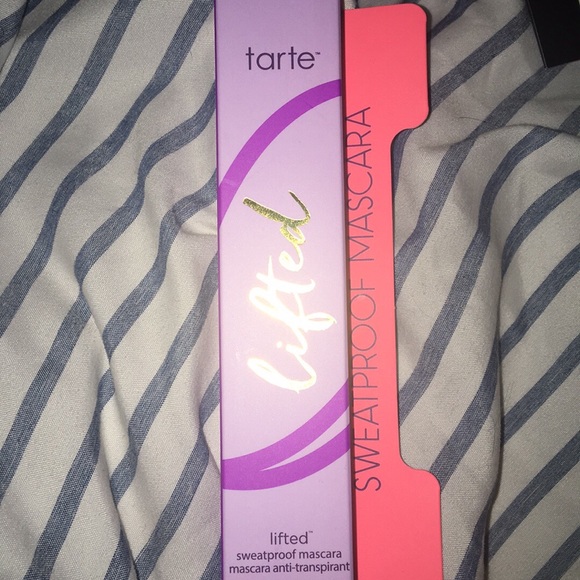 tarte™
lifted
SWEATPROOF MASCARA
lifted™
sweatproof mascara
mascara anti-transpirant